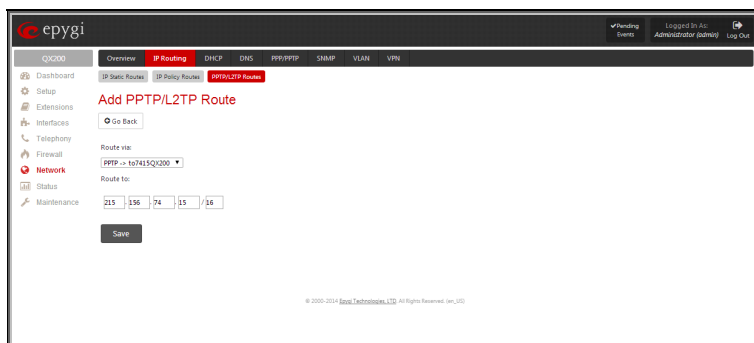 epygi
Pending Events
Logged In As:
Administrator (admin)
Log Out
QX200
Overview IP Routing DHCP DNS PPP/PPTP SNMP VLAN VPN
Dashboard
Setup
Extensions
Interfaces
Telephony
Firewall
Network
Status
Maintenance
IP Static Routes IP Policy Routes PPTP/L2TP Routes
Add PPTP/L2TP Route
Go Back
Route via:
PPTP -> to7415QX200
Route to:
215 . 156 . 74 . 15 / 16
Save
© 2000-2014 Epygi Technologies, LTD. All Rights Reserved. (en_US)